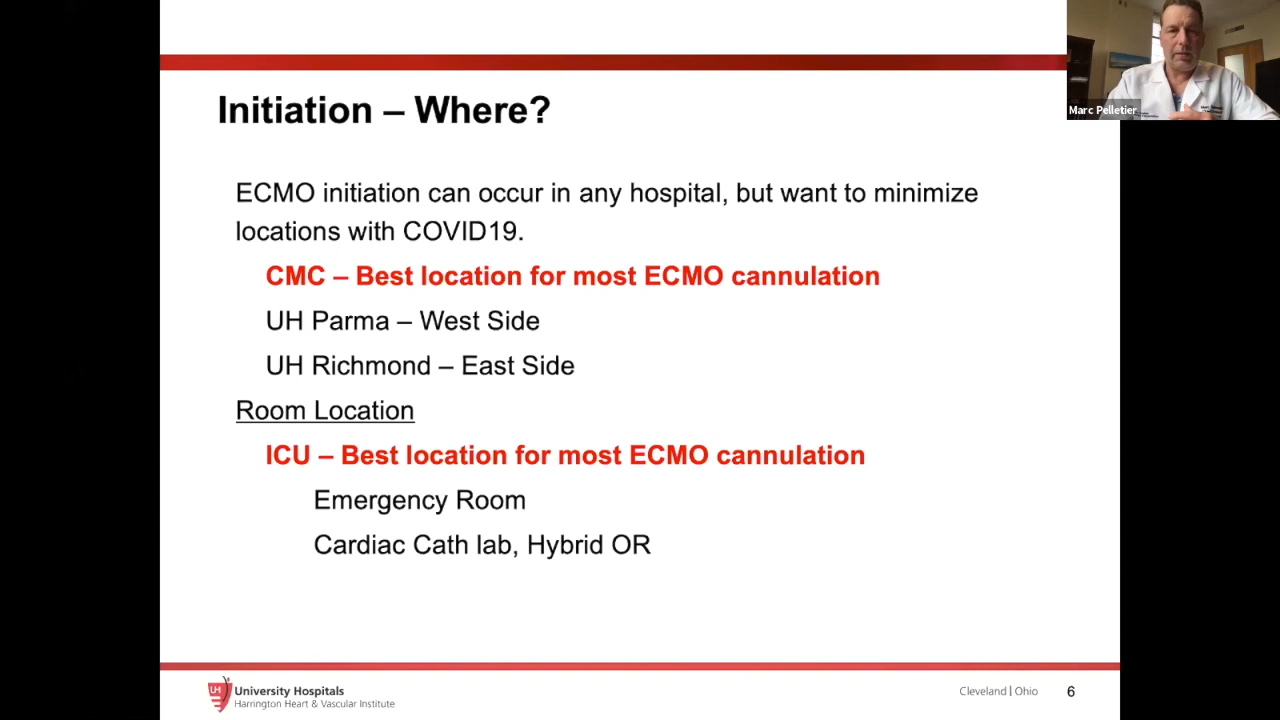 Initiation – Where?
ECMO initiation can occur in any hospital, but want to minimize
locations with COVID19.
CMC – Best location for most ECMO cannulation
UH Parma – West Side
UH Richmond – East Side
Room Location
ICU – Best location for most ECMO cannulation
Emergency Room
Cardiac Cath lab, Hybrid OR
Marc Pelletier
UH
University Hospitals
Harrington Heart & Vascular Institute
Cleveland | Ohio
6